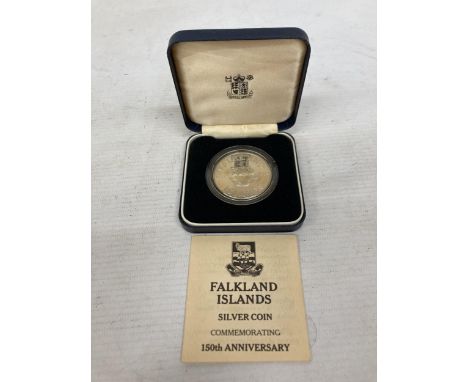 FALKLAND
ISLANDS
SILVER COIN
COMMEMORATING
150th ANNIVERSARY